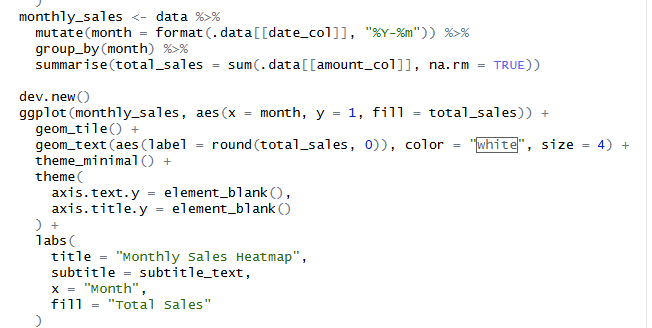 )
monthly_sales <- data %>%
  mutate(month = format(.data[[date_col]], "%Y-%m")) %>%
  group_by(month) %>%
  summarise(total_sales = sum(.data[[amount_col]], na.rm = TRUE))

dev.new()
ggplot(monthly_sales, aes(x = month, y = 1, fill = total_sales)) +
  geom_tile() +
  geom_text(aes(label = round(total_sales, 0)), color = "white", size = 4) +
  theme_minimal() +
  theme(
    axis.text.y = element_blank(),
    axis.title.y = element_blank()
  ) +
  labs(
    title = "Monthly Sales Heatmap",
    subtitle = subtitle_text,
    x = "Month",
    fill = "Total Sales"
  )